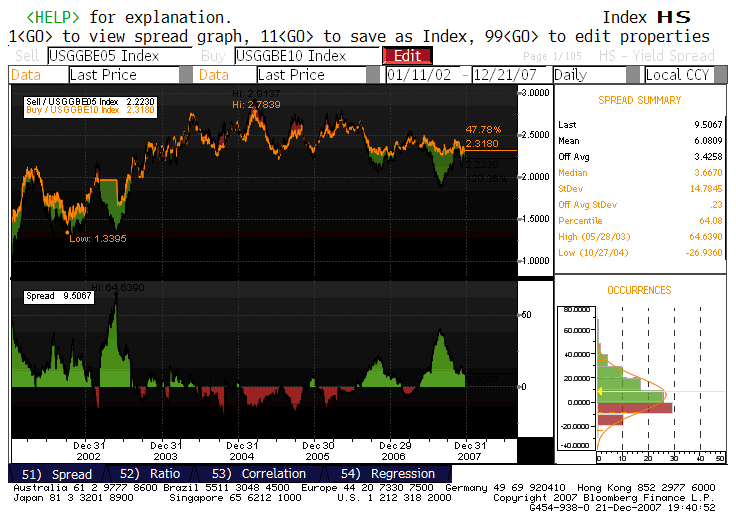 <HELP> for explanation. Index HS
1<GO> to view spread graph, 11<GO> to save as Index, 99<GO> to edit properties
Sell USGGBE05 Index Buy USGGBE10 Index Edit Page 1/105 HS - Yield Spread
Data Last Price Data Last Price 01/11/02 - 12/21/07 Daily Local CCY
Sell / USGGBE05 Index 2.2230
Buy / USGGBE10 Index 2.3180
Hi: 2.9137
Hi: 2.7839
47.78%
2.3180
2.2230
Low: 1.3395
3.0000
2.5000
2.0000
1.5000
1.0000
Spread 9.5067
Hi: 64.6390
50
0
Dec 31 2002
Dec 31 2003
Dec 31 2004
Dec 30 2005
Dec 29 2006
Dec 31 2007
SPREAD SUMMARY
Last 9.5067
Mean 6.0809
Off Avg 3.4258
Median 3.6670
StDev 14.7845
Off Avg StDev .23
Percentile 64.08
High (05/28/03) 64.6390
Low (10/27/04) -26.9360
OCCURRENCES
80.0000
60.0000
40.0000
20.0000
0.0000
-20.0000
-40.0000
0 10 20 30 40 50
51) Spread 52) Ratio 53) Correlation 54) Regression
Australia 61 2 9777 8600 Brazil 5511 3048 4500 Europe 44 20 7330 7500 Germany 49 69 920410 Hong Kong 852 2977 6000
Japan 81 3 3201 8900 Singapore 65 6212 1000 U.S. 1 212 318 2000 Copyright 2007 Bloomberg Finance L.P.
G454-938-0 21-Dec-2007 19:40:52